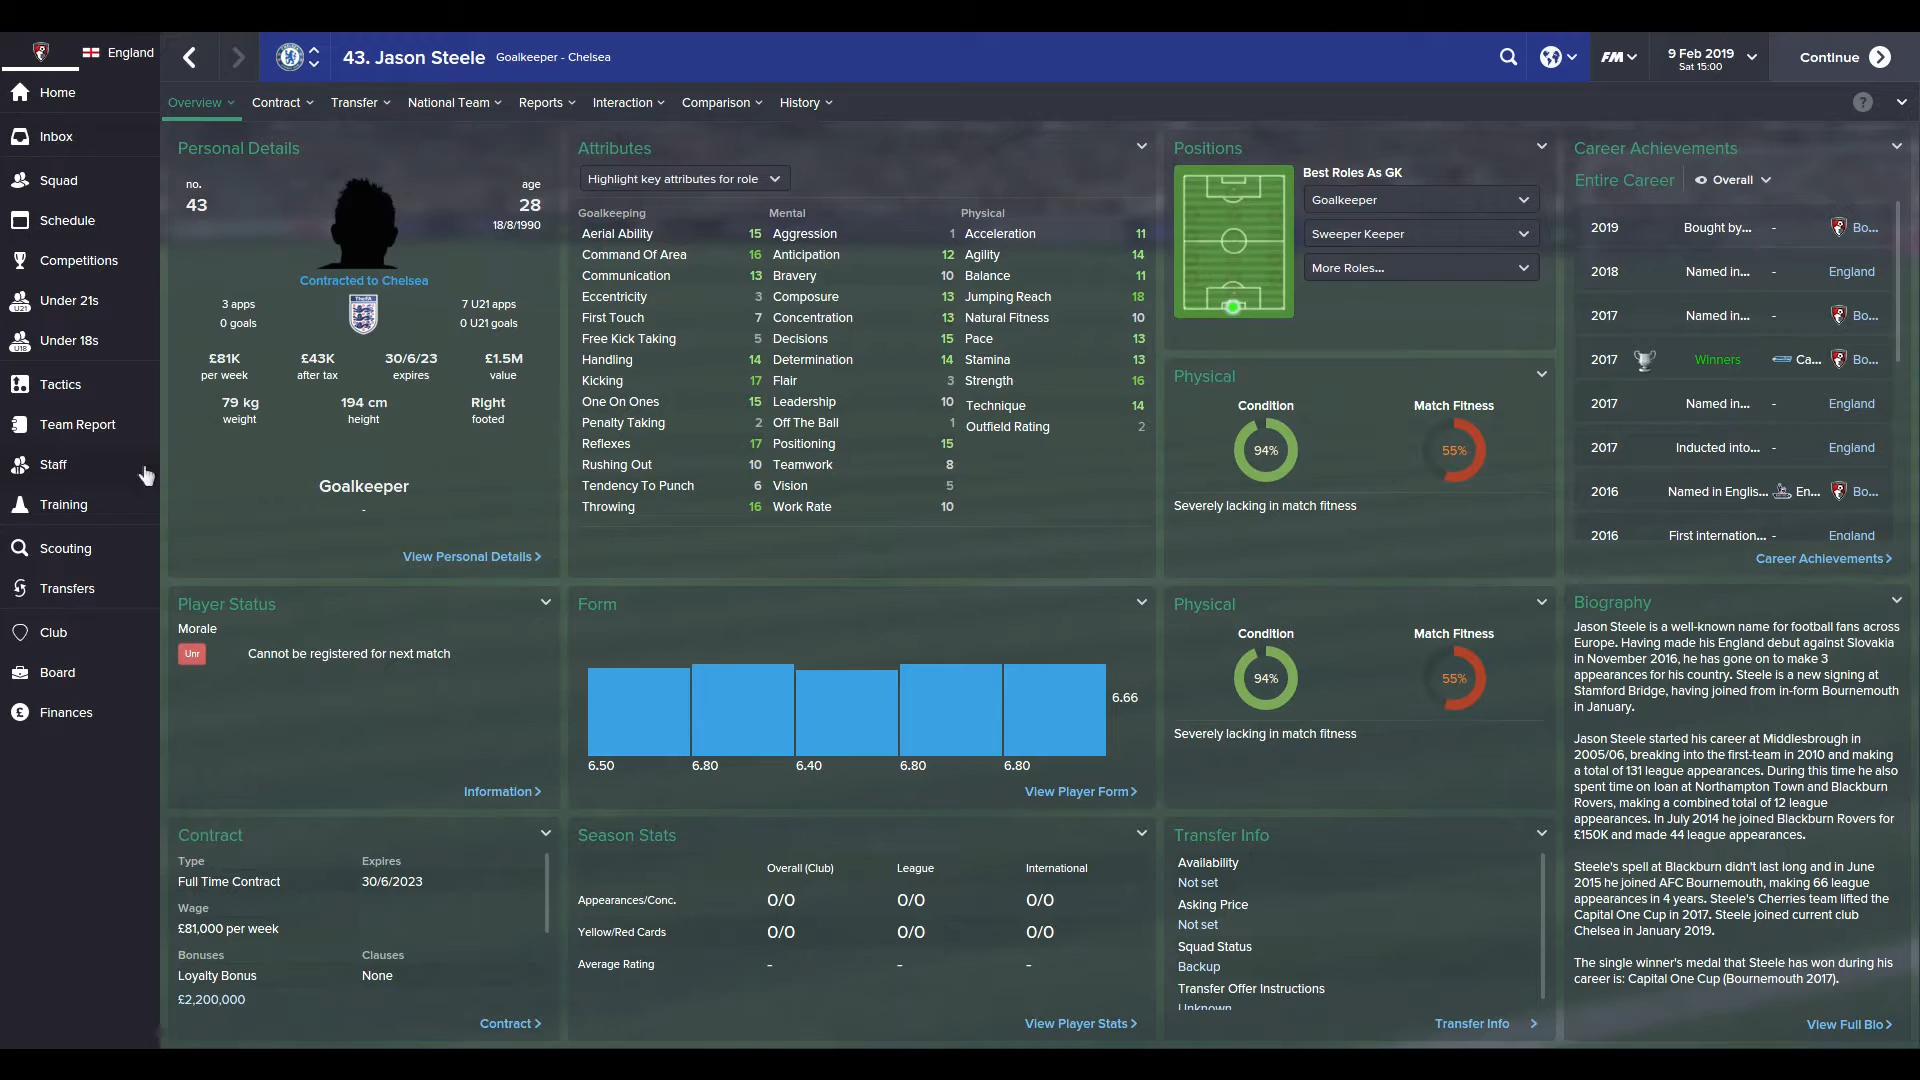 England
43. Jason Steele
Goalkeeper - Chelsea
FM
9 Feb 2019
Sat 15:00
Continue
Home
Inbox
Squad
Schedule
Competitions
U21
Under 21s
U18
Under 18s
Tactics
Team Report
Staff
Training
Scouting
Transfers
Club
Board
Finances
Overview Contract Transfer National Team Reports Interaction Comparison History
?
Personal Details
no.
43
age
28
18/8/1990
Contracted to Chelsea
3 apps
0 goals
7 U21 apps
0 U21 goals
£81K
per week
£43K
after tax
30/6/23
expires
£1.5M
value
79 kg
weight
194 cm
height
Right
footed
Goalkeeper
-
View Personal Details
Attributes
Highlight key attributes for role
Goalkeeping Mental Physical
Aerial Ability 15 Aggression 1 Acceleration 11
Command Of Area 16 Anticipation 12 Agility 14
Communication 13 Bravery 10 Balance 11
Eccentricity 3 Composure 13 Jumping Reach 18
First Touch 7 Concentration 13 Natural Fitness 10
Free Kick Taking 5 Decisions 15 Pace 13
Handling 14 Determination 14 Stamina 13
Kicking 17 Flair 3 Strength 16
One On Ones 15 Leadership 10 Technique 14
Penalty Taking 2 Off The Ball 1 Outfield Rating 2
Reflexes 17 Positioning 15
Rushing Out 10 Teamwork 8
Tendency To Punch 6 Vision 5
Throwing 16 Work Rate 10
Positions
Best Roles As GK
Goalkeeper
Sweeper Keeper
More Roles...
Physical
Condition Match Fitness
94% 55%
Severely lacking in match fitness
Career Achievements
Entire Career Overall
2019 Bought by... - Bo...
2018 Named in... - England
2017 Named in... - Bo...
2017 Winners Ca... Bo...
2017 Named in... - England
2017 Inducted into... - England
2016 Named in Englis... En... Bo...
2016 First internation... - England
Career Achievements
Player Status
Morale
Unr Cannot be registered for next match
Information
Form
6.66
6.50 6.80 6.40 6.80 6.80
View Player Form
Physical
Condition Match Fitness
94% 55%
Severely lacking in match fitness
Biography
Jason Steele is a well-known name for football fans across
Europe. Having made his England debut against Slovakia
in November 2016, he has gone on to make 3
appearances for his country. Steele is a new signing at
Stamford Bridge, having joined from in-form Bournemouth
in January.
Jason Steele started his career at Middlesbrough in
2005/06, breaking into the first-team in 2010 and making
a total of 131 league appearances. During this time he also
spent time on loan at Northampton Town and Blackburn
Rovers, making a combined total of 12 league
appearances. In July 2014 he joined Blackburn Rovers for
£150K and made 44 league appearances.
Steele's spell at Blackburn didn't last long and in June
2015 he joined AFC Bournemouth, making 66 league
appearances in 4 years. Steele's Cherries team lifted the
Capital One Cup in 2017. Steele joined current club
Chelsea in January 2019.
The single winner's medal that Steele has won during his
career is: Capital One Cup (Bournemouth 2017).
View Full Bio
Contract
Type Expires
Full Time Contract 30/6/2023
Wage
£81,000 per week
Bonuses Clauses
Loyalty Bonus None
£2,200,000
Contract
Season Stats
Overall (Club) League International
Appearances/Conc. 0/0 0/0 0/0
Yellow/Red Cards 0/0 0/0 0/0
Average Rating - - -
View Player Stats
Transfer Info
Availability
Not set
Asking Price
Not set
Squad Status
Backup
Transfer Offer Instructions
Unknown
Transfer Info